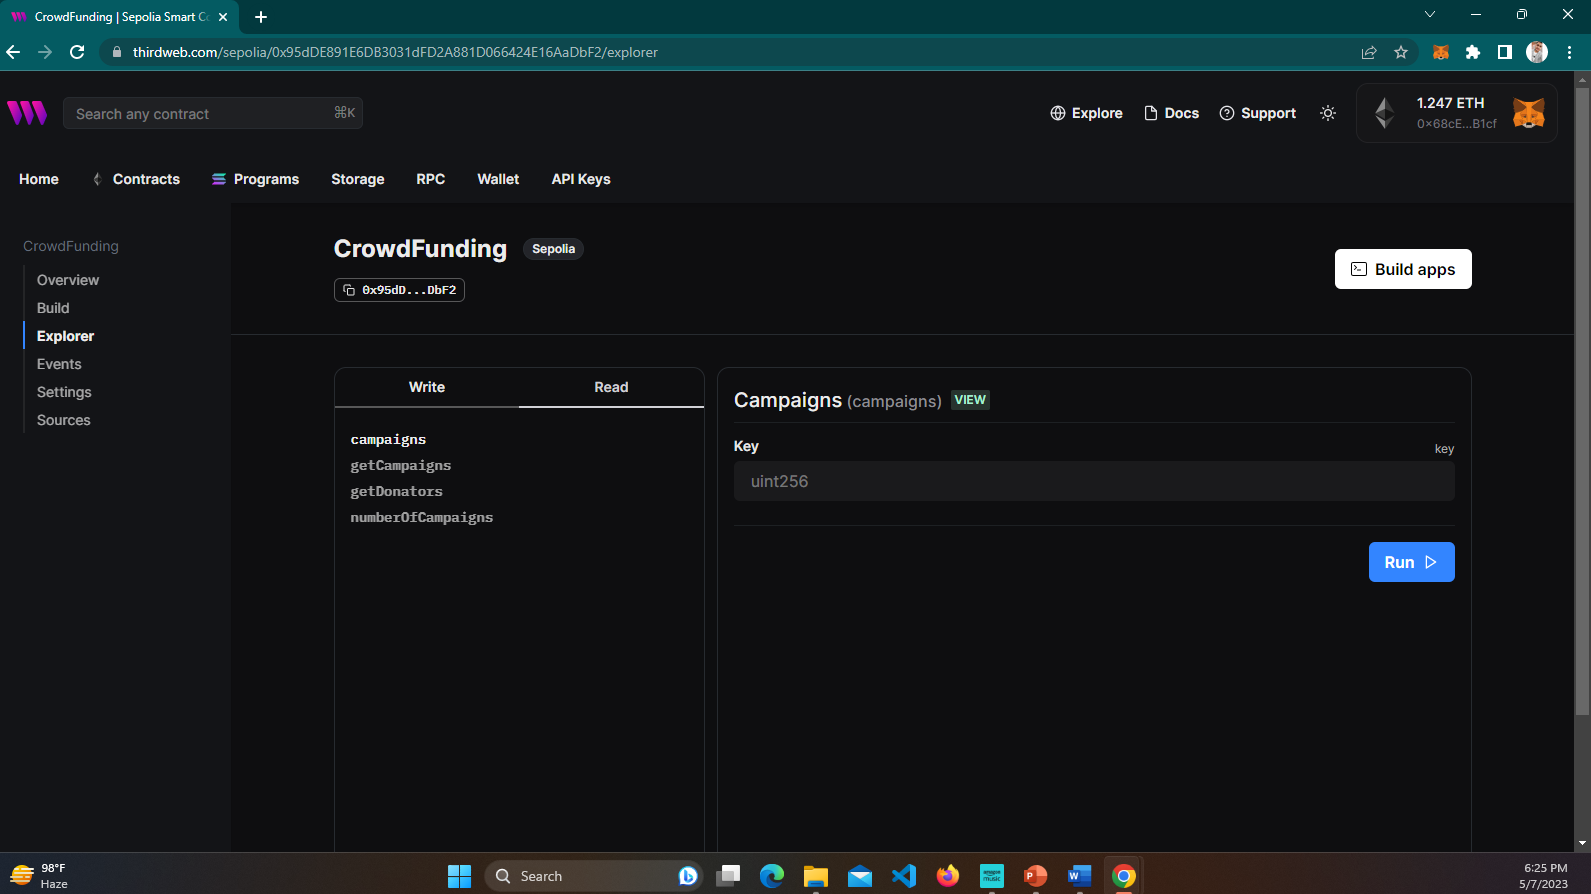 CrowdFunding | Sepolia Smart Co
thirdweb.com/sepolia/0x95dDE891E6DB3031dFD2A881D066424E16AaDbF2/explorer
Search any contract ⌘K
Explore Docs Support
1.247 ETH
0x68cE...B1cf
Home Contracts Programs Storage RPC Wallet API Keys
CrowdFunding
Overview
Build
Explorer
Events
Settings
Sources
CrowdFunding Sepolia
0x95dD...DbF2
Build apps
Write Read
campaigns
getCampaigns
getDonators
numberOfCampaigns
Campaigns (campaigns) VIEW
Key key
uint256
Run
98°F
Haze
Search
amazon music
6:25 PM
5/7/2023